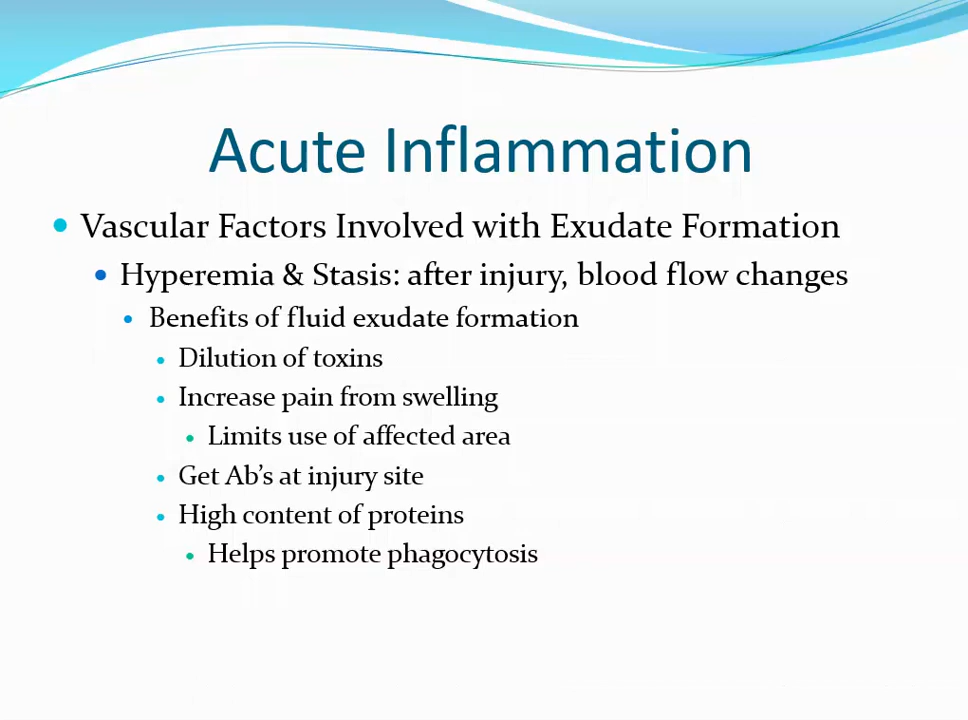 Acute Inflammation
Vascular Factors Involved with Exudate Formation
Hyperemia & Stasis: after injury, blood flow changes
Benefits of fluid exudate formation
Dilution of toxins
Increase pain from swelling
Limits use of affected area
Get Ab’s at injury site
High content of proteins
Helps promote phagocytosis